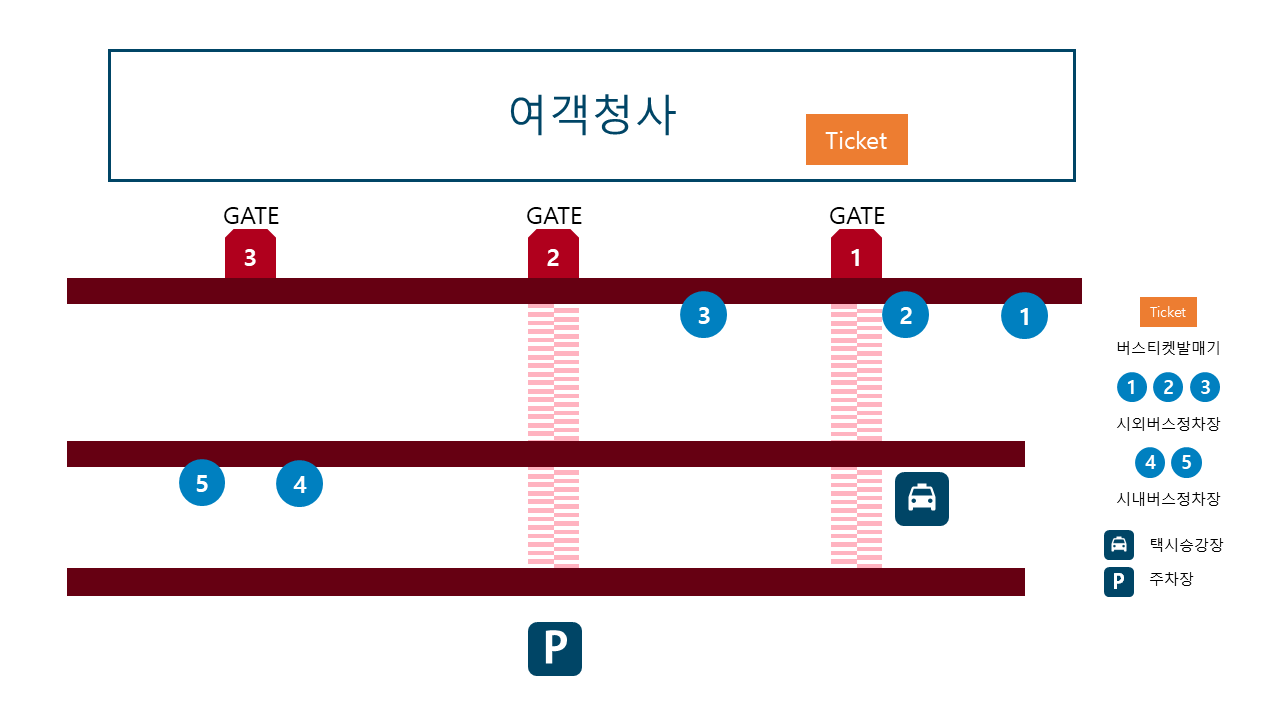 여객청사
Ticket
GATE GATE GATE
3 2 1
3 2 1
5 4
P
Ticket
버스티켓발매기
1 2 3
시외버스정차장
4 5
시내버스정차장
택시승강장
P 주차장